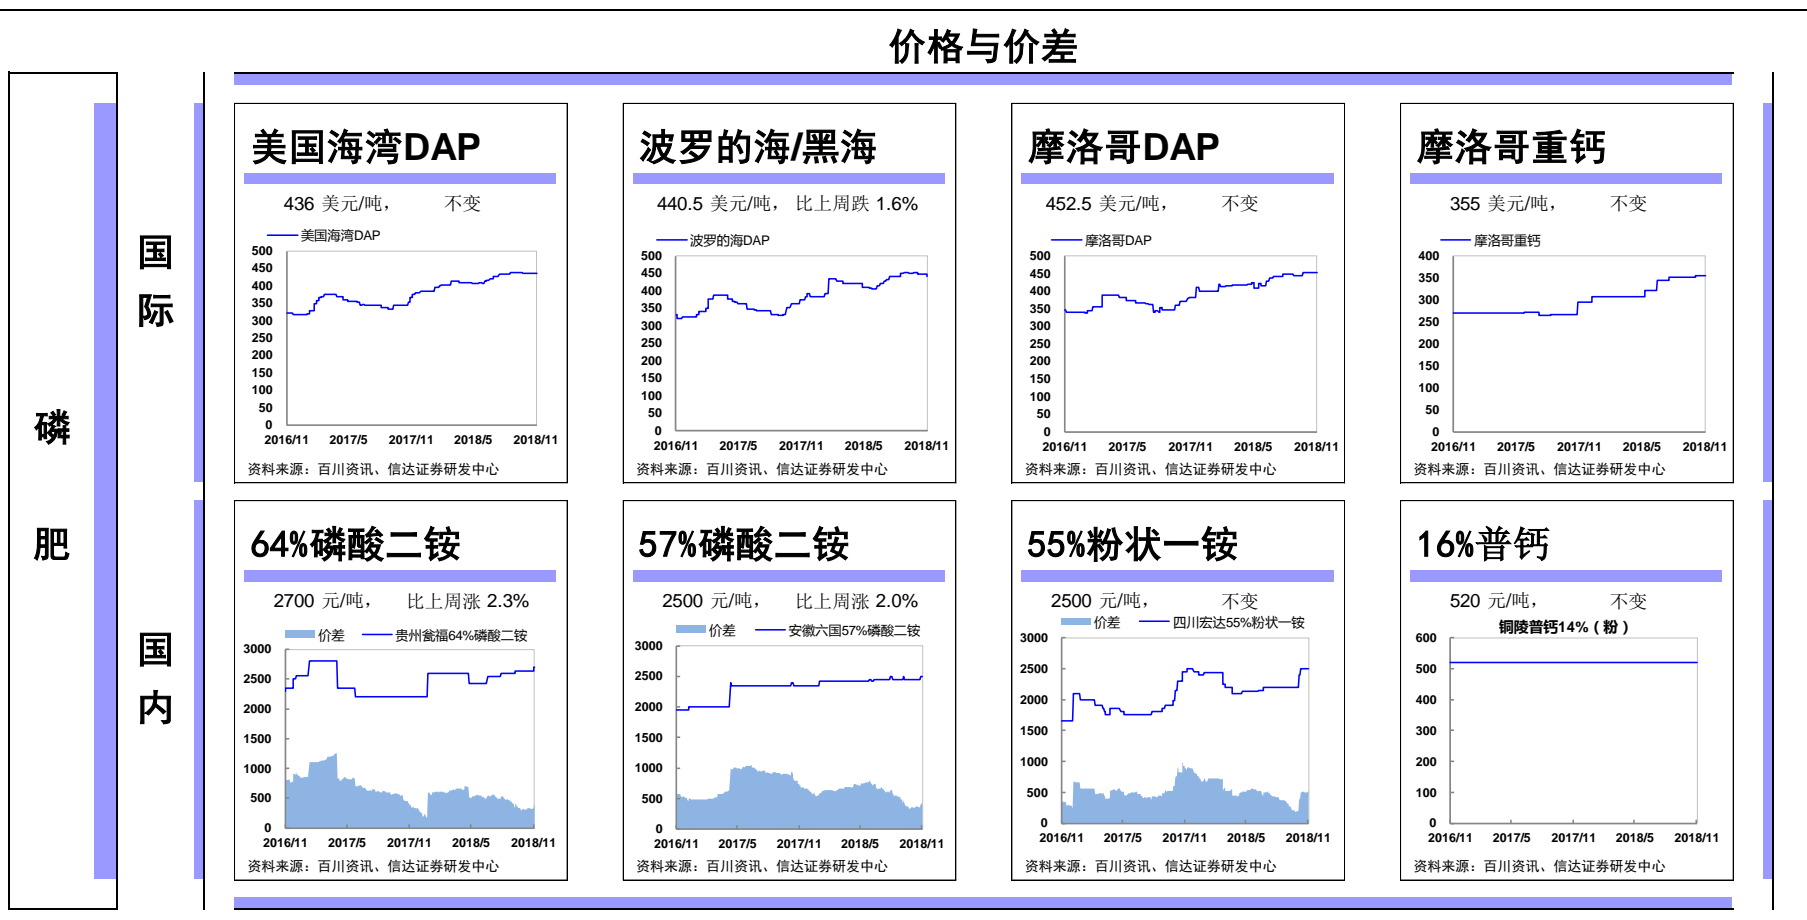 价格与价差
磷
肥
国
际
美国海湾DAP
436 美元/吨， 不变
美国海湾DAP
500
450
400
350
300
250
200
150
100
50
0
2016/11 2017/5 2017/11 2018/5 2018/11
资料来源：百川资讯、信达证券研发中心
波罗的海/黑海
440.5 美元/吨， 比上周跌 1.6%
波罗的海DAP
500
450
400
350
300
250
200
150
100
50
0
2016/11 2017/5 2017/11 2018/5 2018/11
资料来源：百川资讯、信达证券研发中心
摩洛哥DAP
452.5 美元/吨， 不变
摩洛哥DAP
500
450
400
350
300
250
200
150
100
50
0
2016/11 2017/5 2017/11 2018/5 2018/11
资料来源：百川资讯、信达证券研发中心
摩洛哥重钙
355 美元/吨， 不变
摩洛哥重钙
400
350
300
250
200
150
100
50
0
2016/11 2017/5 2017/11 2018/5 2018/11
资料来源：百川资讯、信达证券研发中心
国
内
64%磷酸二铵
2700 元/吨， 比上周涨 2.3%
价差 贵州瓮福64%磷酸二铵
3000
2500
2000
1500
1000
500
0
2016/11 2017/5 2017/11 2018/5 2018/11
资料来源：百川资讯、信达证券研发中心
57%磷酸二铵
2500 元/吨， 比上周涨 2.0%
价差 安徽六国57%磷酸二铵
3000
2500
2000
1500
1000
500
0
2016/11 2017/5 2017/11 2018/5 2018/11
资料来源：百川资讯、信达证券研发中心
55%粉状一铵
2500 元/吨， 不变
价差 四川宏达55%粉状一铵
3000
2500
2000
1500
1000
500
0
2016/11 2017/5 2017/11 2018/5 2018/11
资料来源：百川资讯、信达证券研发中心
16%普钙
520 元/吨， 不变
铜陵普钙14%（粉）
600
500
400
300
200
100
0
2016/11 2017/5 2017/11 2018/5 2018/11
资料来源：百川资讯、信达证券研发中心